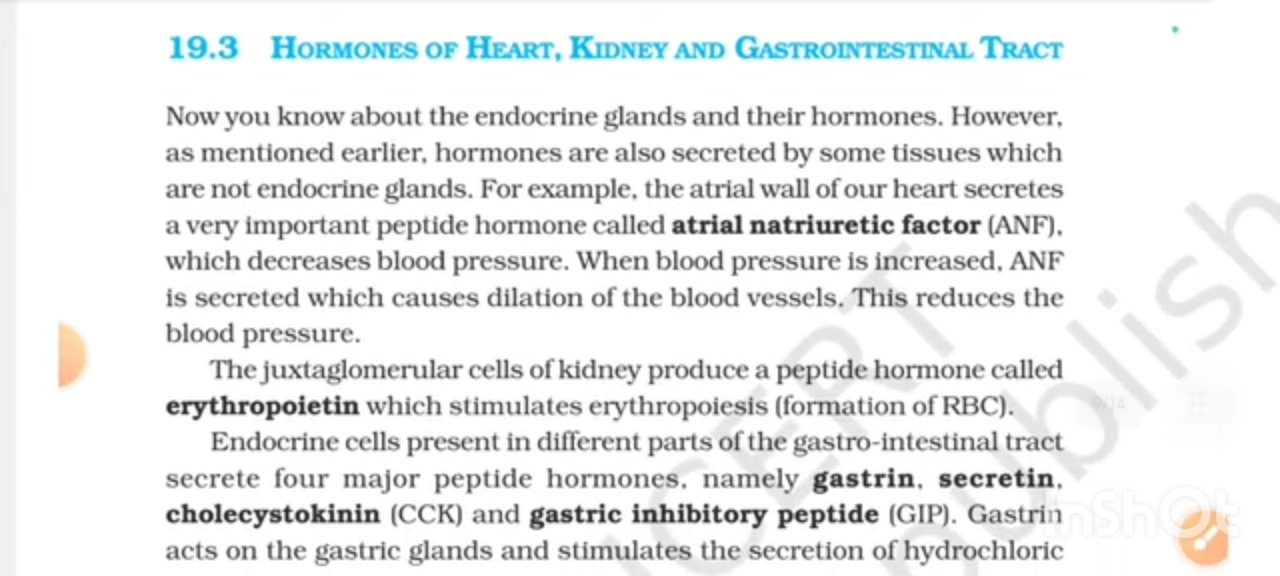 19.3 HORMONES OF HEART, KIDNEY AND GASTROINTESTINAL TRACT
Now you know about the endocrine glands and their hormones. However,
as mentioned earlier, hormones are also secreted by some tissues which
are not endocrine glands. For example, the atrial wall of our heart secretes
a very important peptide hormone called atrial natriuretic factor (ANF),
which decreases blood pressure. When blood pressure is increased, ANF
is secreted which causes dilation of the blood vessels. This reduces the
blood pressure.
The juxtaglomerular cells of kidney produce a peptide hormone called
erythropoietin which stimulates erythropoiesis (formation of RBC).
Endocrine cells present in different parts of the gastro-intestinal tract
secrete four major peptide hormones, namely gastrin, secretin,
cholecystokinin (CCK) and gastric inhibitory peptide (GIP). Gastrin
acts on the gastric glands and stimulates the secretion of hydrochloric
InShOt